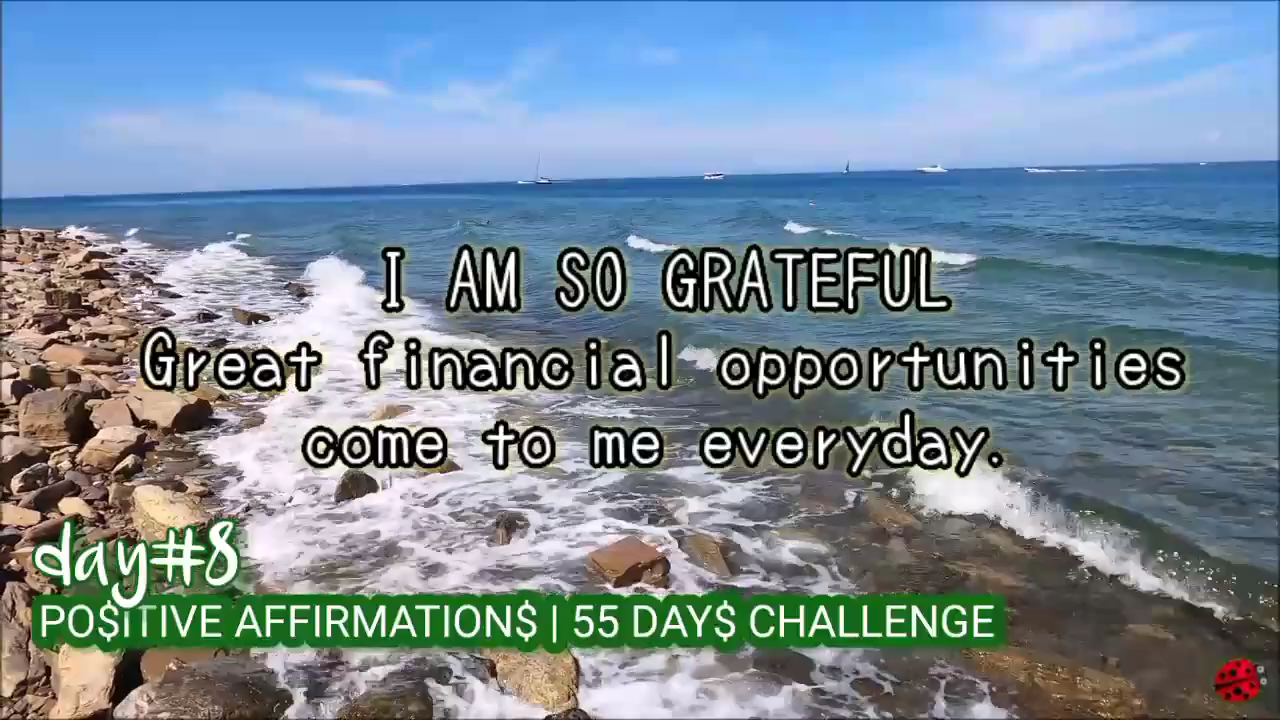 I AM SO GRATEFUL
Great financial opportunities
come to me everyday.
day#8
PO$ITIVE AFFIRMATION$ | 55 DAY$ CHALLENGE